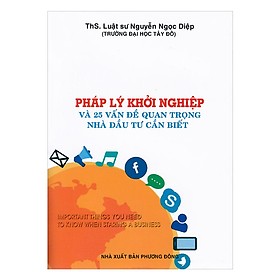 ThS. Luật sư Nguyễn Ngọc Điệp
(TRƯỜNG ĐẠI HỌC TÂY ĐÔ)
PHÁP LÝ KHỞI NGHIỆP
VÀ 25 VẤN ĐỀ QUAN TRỌNG
NHÀ ĐẦU TƯ CẦN BIẾT
IMPORTANT THINGS YOU NEED
TO KNOW WHEN STARING A BUSINESS
NHÀ XUẤT BẢN PHƯƠNG ĐÔNG